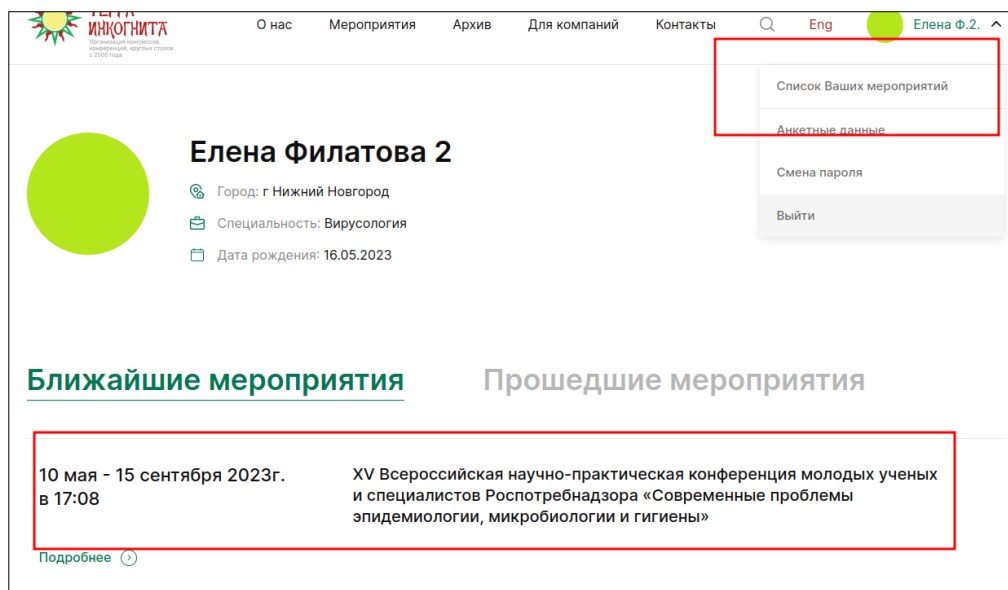 ТЕРРА
ИНКОГНИТА
Организация конгрессов,
конференций, круглых столов
с 2005 года
О нас Мероприятия Архив Для компаний Контакты Eng Елена Ф.2.
Список Ваших мероприятий
Анкетные данные
Смена пароля
Выйти
Елена Филатова 2
Город: г Нижний Новгород
Специальность: Вирусология
Дата рождения: 16.05.2023
Ближайшие мероприятия Прошедшие мероприятия
10 мая - 15 сентября 2023г.
в 17:08
XV Всероссийская научно-практическая конференция молодых ученых
и специалистов Роспотребнадзора «Современные проблемы
эпидемиологии, микробиологии и гигиены»
Подробнее